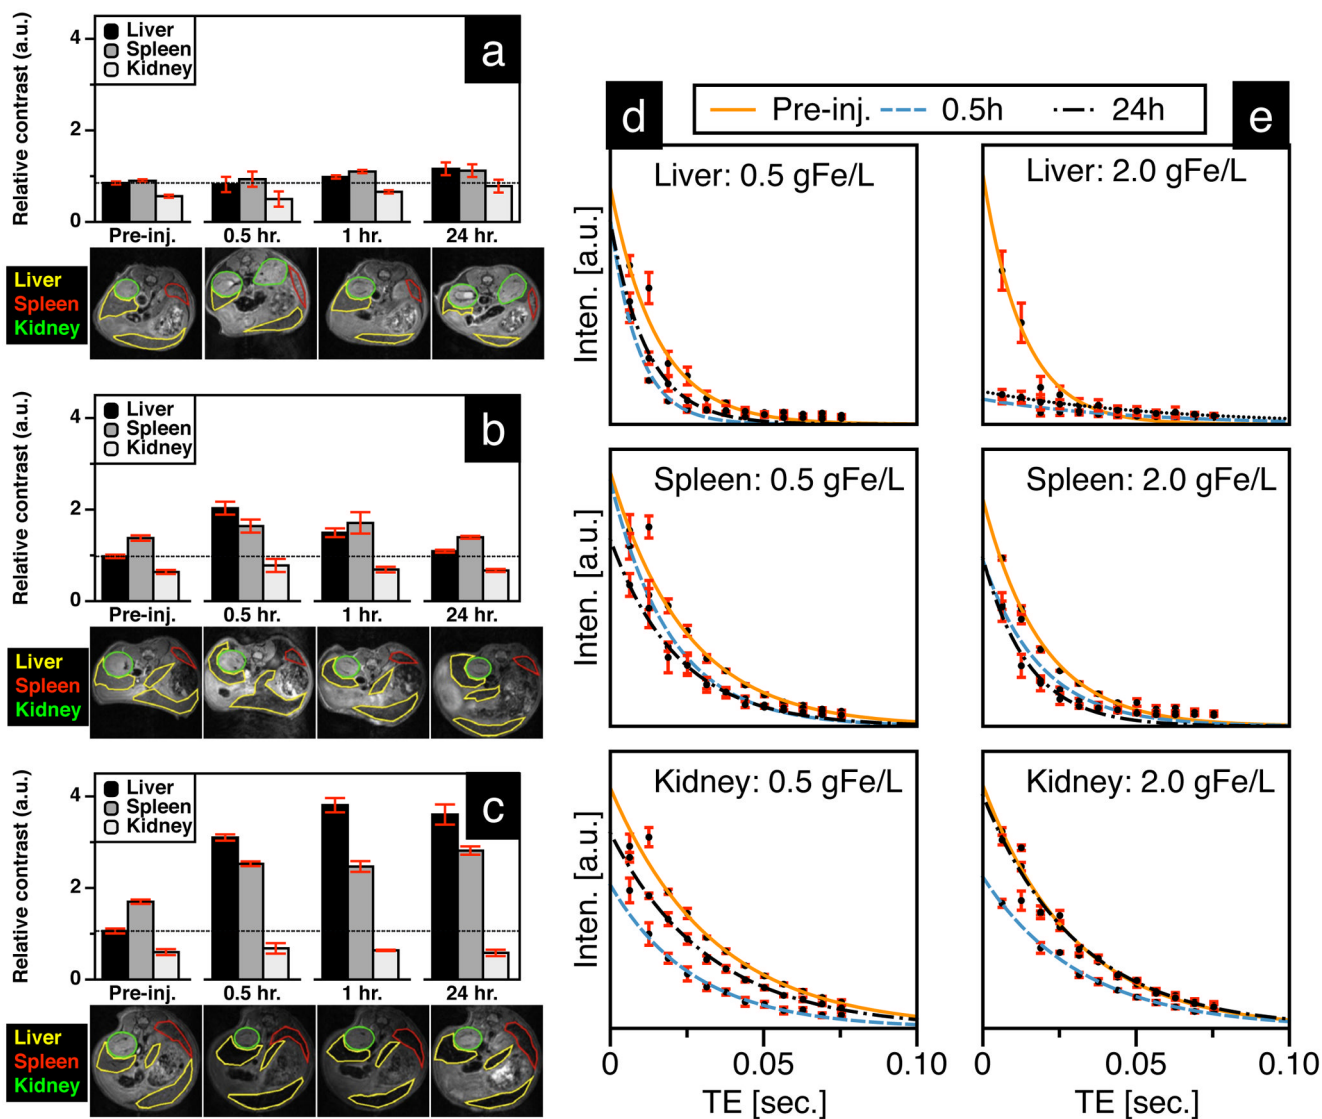 a
Relative contrast (a.u.)
4
2
0
Liver
Spleen
Kidney
Pre-inj. 0.5 hr. 1 hr. 24 hr.
Liver
Spleen
Kidney
b
Relative contrast (a.u.)
4
2
0
Liver
Spleen
Kidney
Pre-inj. 0.5 hr. 1 hr. 24 hr.
Liver
Spleen
Kidney
c
Relative contrast (a.u.)
4
2
0
Liver
Spleen
Kidney
Pre-inj. 0.5 hr. 1 hr. 24 hr.
Liver
Spleen
Kidney
d
Pre-inj. 0.5h 24h
e
Liver: 0.5 gFe/L
Inten. [a.u.]
Liver: 2.0 gFe/L
Spleen: 0.5 gFe/L
Inten. [a.u.]
Spleen: 2.0 gFe/L
Kidney: 0.5 gFe/L
Inten. [a.u.]
Kidney: 2.0 gFe/L
0 0.05 0.10
TE [sec.]
0 0.05 0.10
TE [sec.]